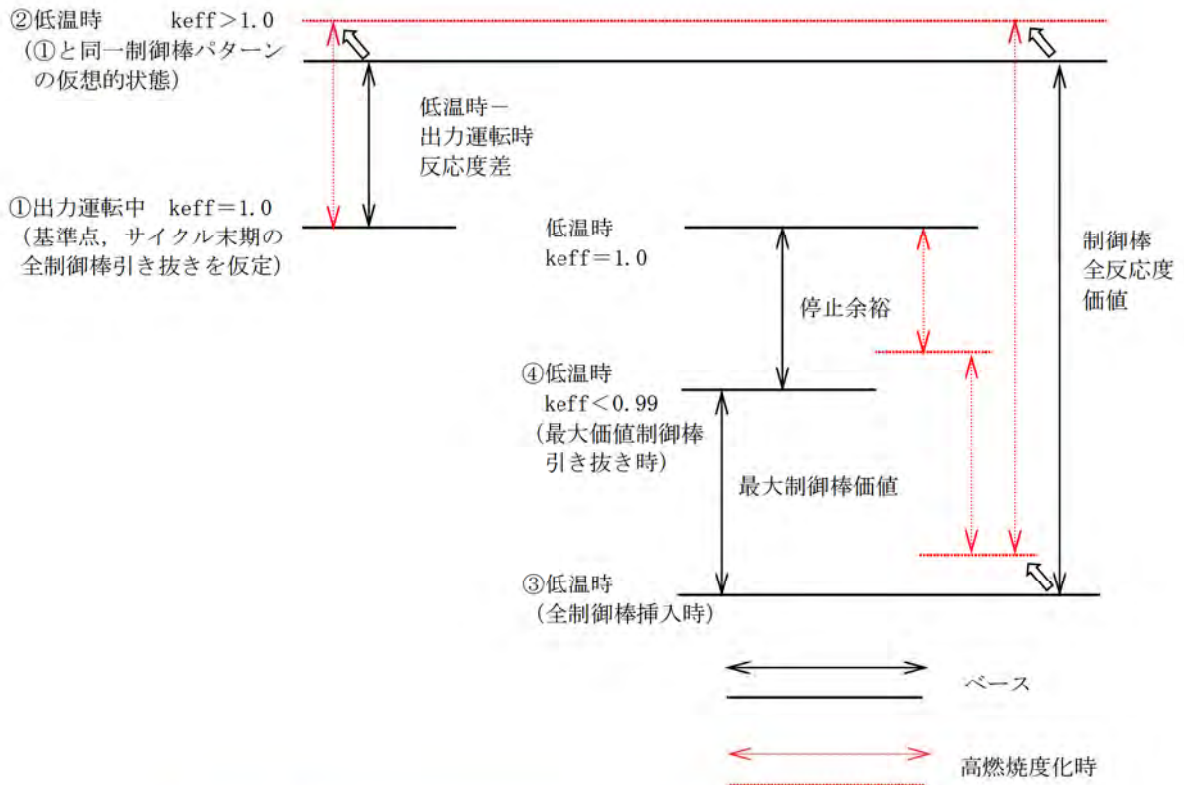 ②低温時 keff＞1.0
（①と同一制御棒パターン
の仮想的状態）
低温時－
出力運転時
反応度差
①出力運転中 keff＝1.0
（基準点，サイクル末期の
全制御棒引き抜きを仮定）
低温時
keff＝1.0
制御棒
全反応度
価値
停止余裕
④低温時
keff＜0.99
（最大価値制御棒
引き抜き時）
最大制御棒価値
③低温時
（全制御棒挿入時）
ベース
高燃焼度化時